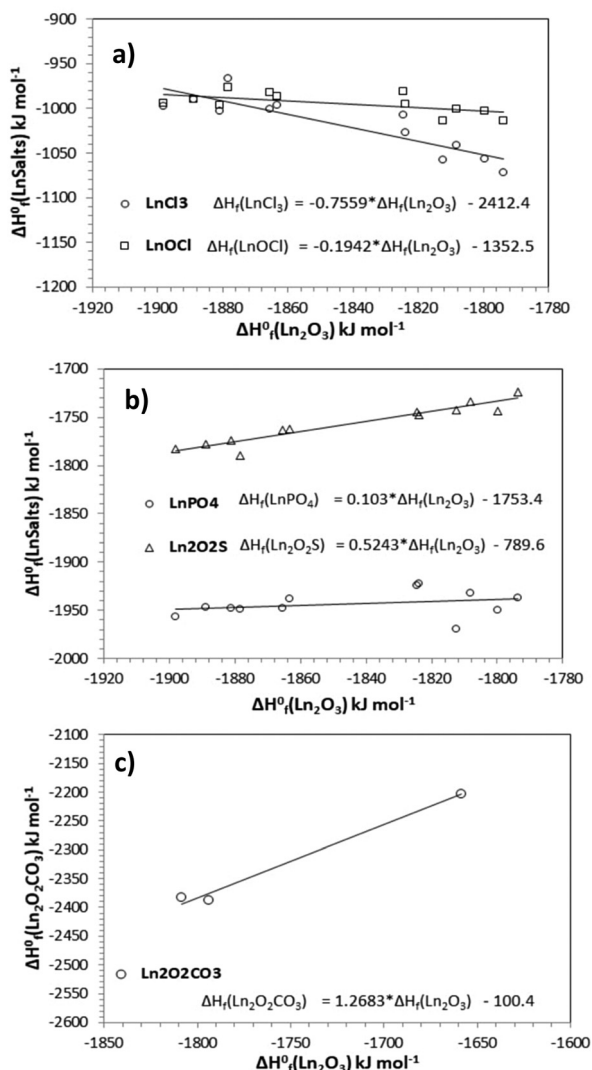 a)
-900
-950
-1000
-1050
-1100
-1150
-1200
ΔH⁰f(LnSalts) kJ mol⁻¹
LnCl3 ΔHf(LnCl₃) = -0.7559*ΔHf(Ln₂O₃) - 2412.4
LnOCl ΔHf(LnOCl) = -0.1942*ΔHf(Ln₂O₃) - 1352.5
-1920 -1900 -1880 -1860 -1840 -1820 -1800 -1780
ΔH⁰f(Ln₂O₃) kJ mol⁻¹
b)
-1700
-1750
-1800
-1850
-1900
-1950
-2000
ΔH⁰f(LnSalts) kJ mol⁻¹
LnPO4 ΔHf(LnPO₄) = 0.103*ΔHf(Ln₂O₃) - 1753.4
Ln2O2S ΔHf(Ln₂O₂S) = 0.5243*ΔHf(Ln₂O₃) - 789.6
-1920 -1900 -1880 -1860 -1840 -1820 -1800 -1780
ΔH⁰f(Ln₂O₃) kJ mol⁻¹
c)
-2100
-2150
-2200
-2250
-2300
-2350
-2400
-2450
-2500
-2550
-2600
ΔH⁰f(Ln₂O₂CO₃) kJ mol⁻¹
Ln2O2CO3
ΔHf(Ln₂O₂CO₃) = 1.2683*ΔHf(Ln₂O₃) - 100.4
-1850 -1800 -1750 -1700 -1650 -1600
ΔH⁰f(Ln₂O₃) kJ mol⁻¹